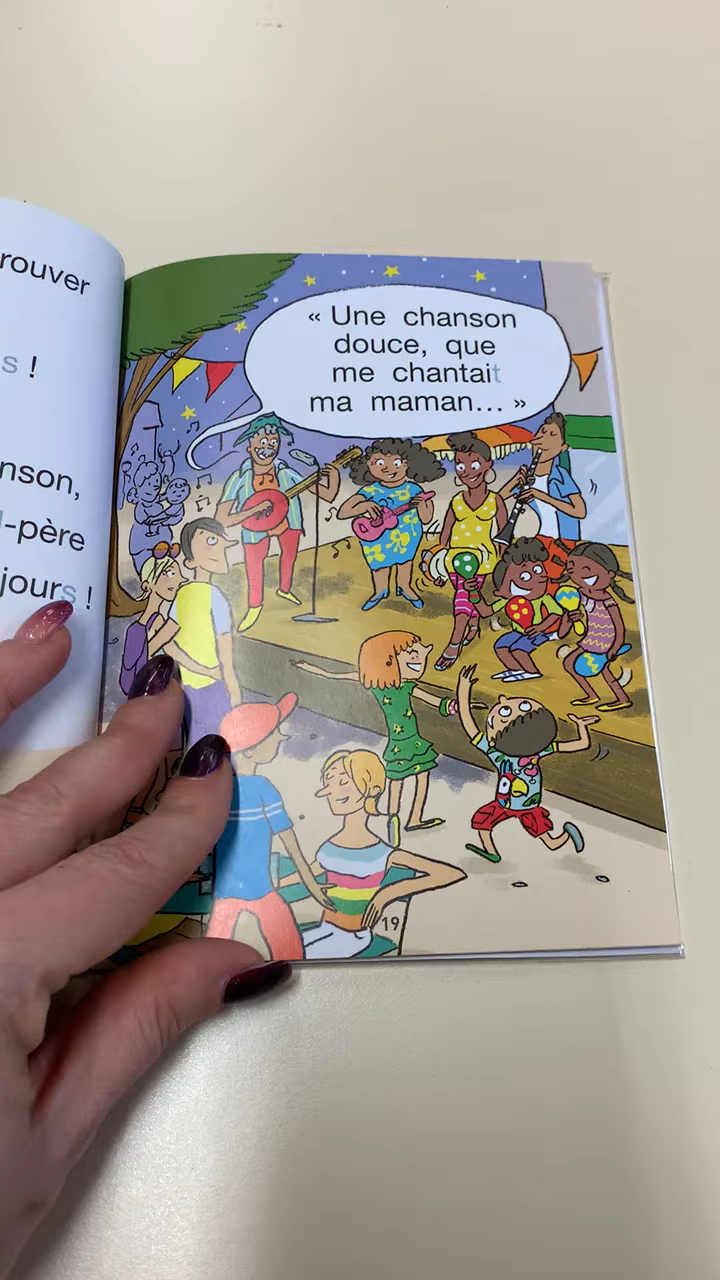 rouver
s !
nson,
l-père
jours !
« Une chanson
douce, que
me chantait
ma maman... »
19